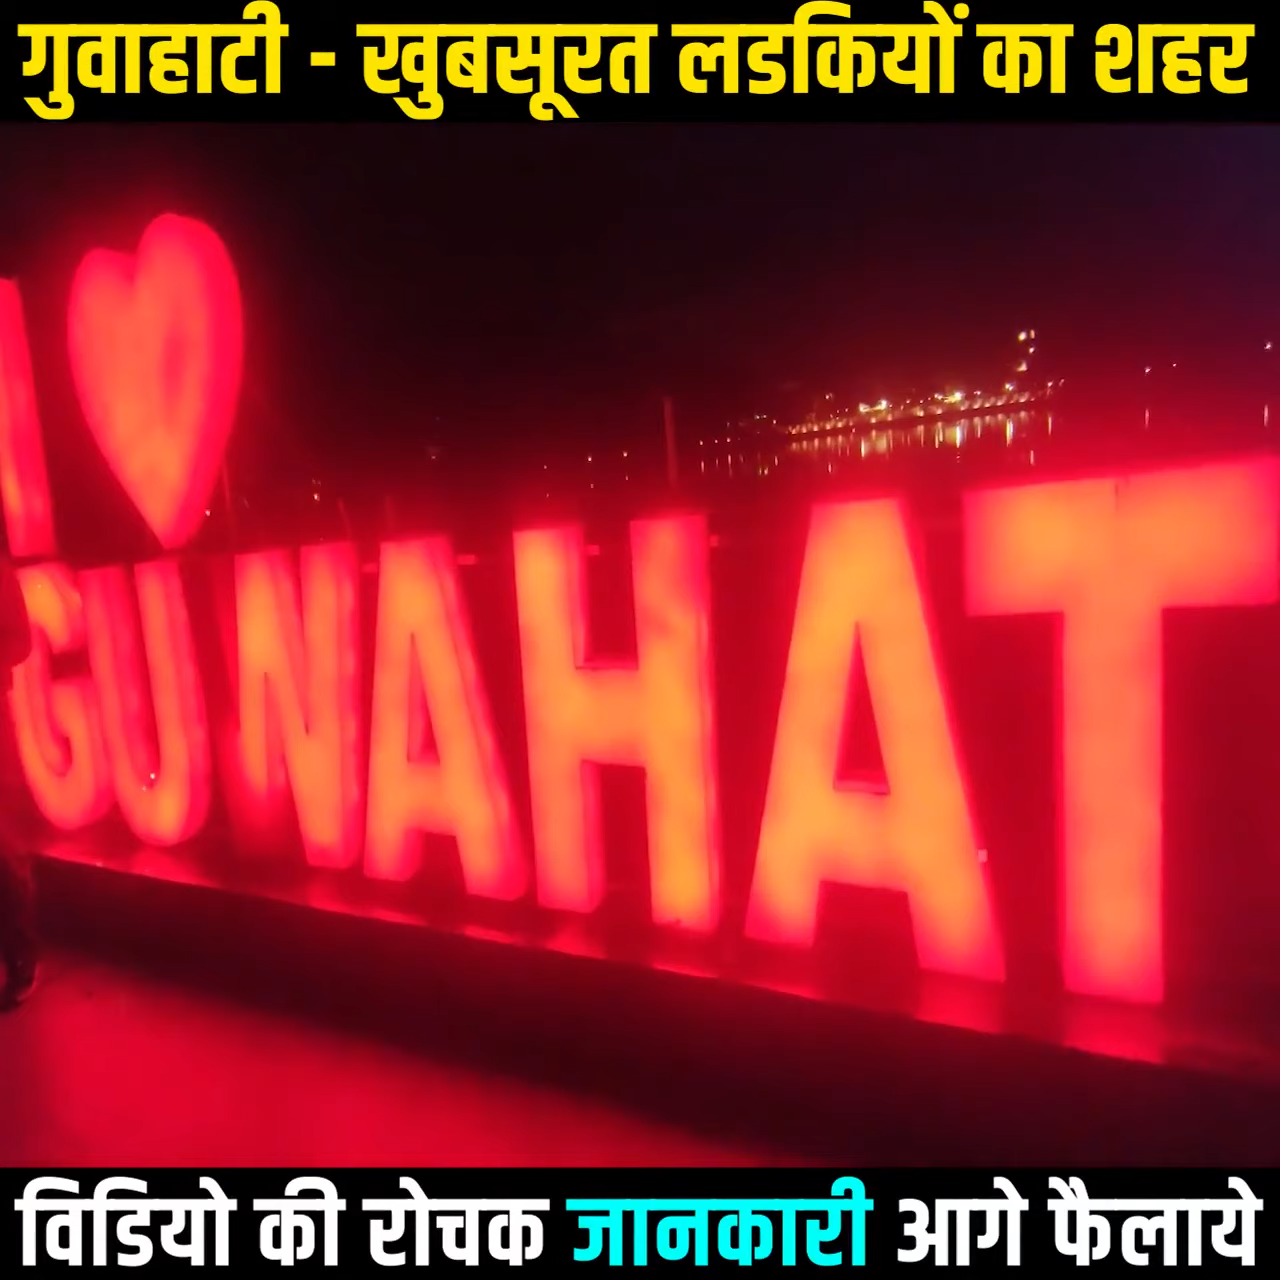 गुवाहाटी - खुबसूरत लडकियों का शहर
I
GUWAHAT
विडियो की रोचक जानकारी आगे फैलाये